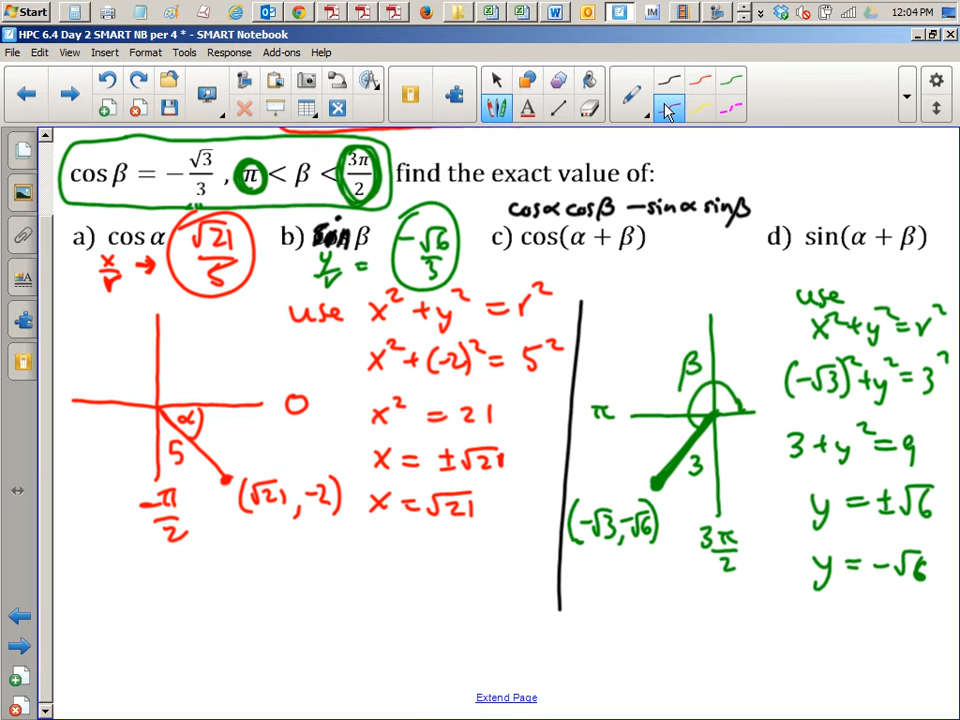 Start
12:04 PM
HPC 6.4 Day 2 SMART NB per 4 * - SMART Notebook
File Edit View Insert Format Tools Response Add-ons Help
cos β = −√3/3 , π < β < 3π/2 find the exact value of:
cosα cosβ − sinα sinβ
a) cos α √21/5 b) sin β −√6/3 c) cos(α + β) d) sin(α + β)
x/r → y/r =
use x² + y² = r²
x² + (-2)² = 5²
x² = 21
x = ±√21
x = √21
α
0
5
(√21, -2)
-π/2
β
π
3
(-√3, -√6)
3π/2
use
x² + y² = r²
(-√3)² + y² = 3²
3 + y² = 9
y = ±√6
y = -√6
Extend Page